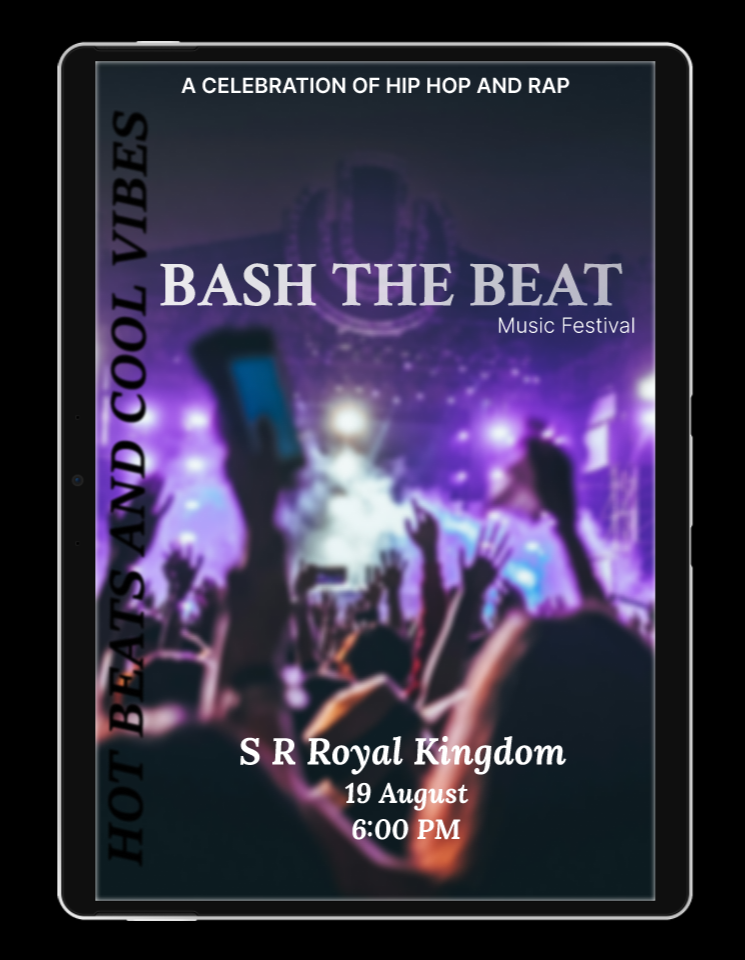 A CELEBRATION OF HIP HOP AND RAP
HOT BEATS AND COOL VIBES
BASH THE BEAT
Music Festival
S R Royal Kingdom
19 August
6:00 PM